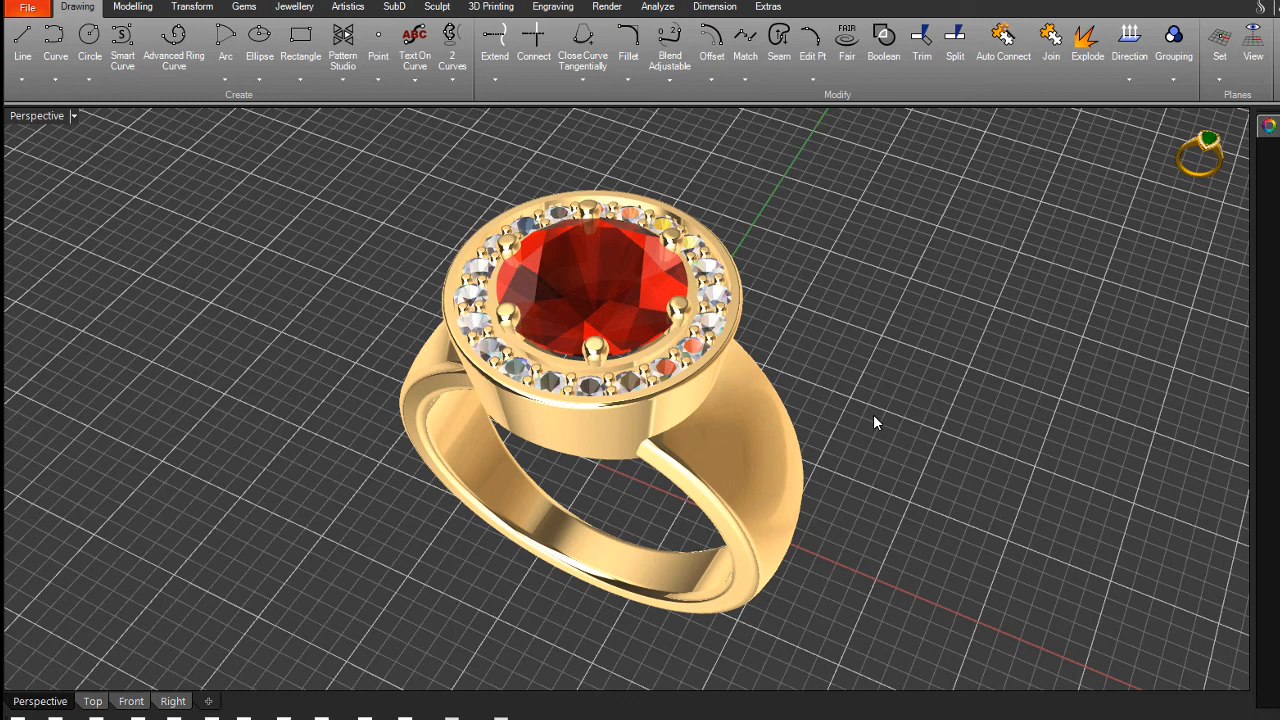 File Drawing Modelling Transform Gems Jewellery Artists SubD Sculpt 3D Printing Engraving Render Analyze Dimension Extras
Line Curve Circle Smart Curve Advanced Ring Curve Arc Ellipse Rectangle Pattern Studio Point ABC Text On Curve 2 Curves Extend Connect Close Curve Tangentially Fillet Blend Adjustable Offset Match Seam Edit Pt FAIR Fair Boolean Trim Split Auto Connect Join Explode Direction Grouping Set View
Create Modify Planes
Perspective
Perspective Top Front Right